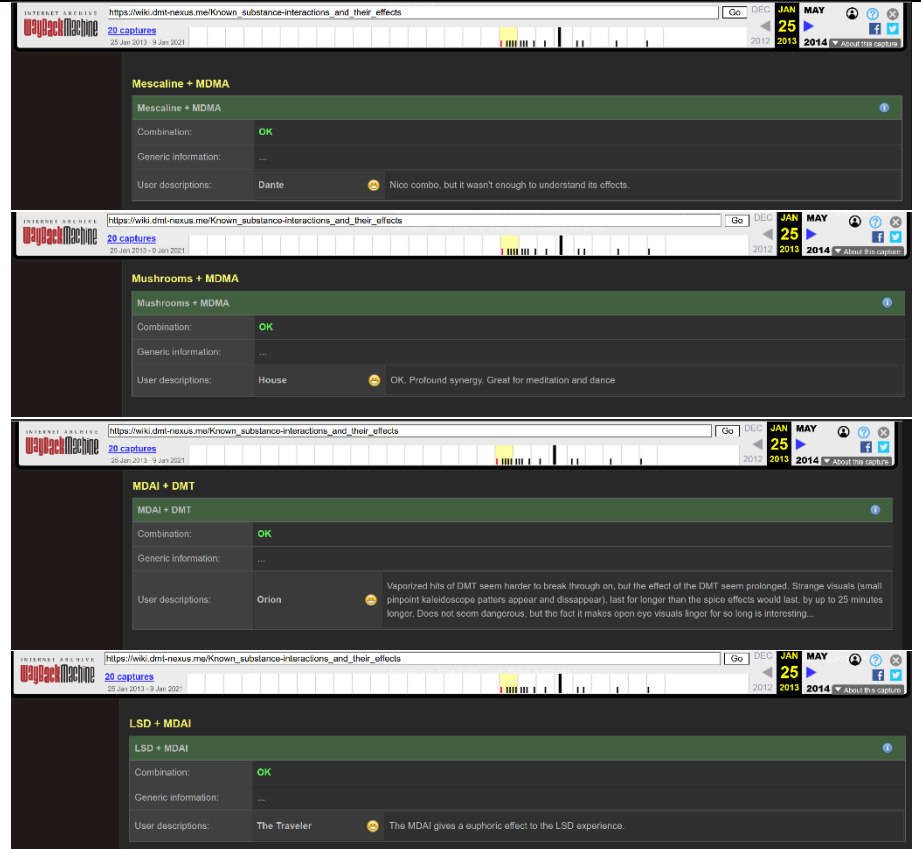 INTERNET ARCHIVE
WayBackMachine
https://wiki.dmt-nexus.me/Known_substance-interactions_and_their_effects
Go
DEC JAN MAY
20 captures
25
25 Jan 2013 - 9 Jan 2021
2012 2013 2014 ▼ About this capture
Mescaline + MDMA
Mescaline + MDMA
Combination: OK
Generic information: ...
User descriptions: Dante Nice combo, but it wasn't enough to understand its effects.
INTERNET ARCHIVE
WayBackMachine
https://wiki.dmt-nexus.me/Known_substance-interactions_and_their_effects
Go
DEC JAN MAY
20 captures
25
25 Jan 2013 - 9 Jan 2021
2012 2013 2014 ▼ About this capture
Mushrooms + MDMA
Mushrooms + MDMA
Combination: OK
Generic information: ...
User descriptions: House OK. Profound synergy. Great for meditation and dance
INTERNET ARCHIVE
WayBackMachine
https://wiki.dmt-nexus.me/Known_substance-interactions_and_their_effects
Go
DEC JAN MAY
20 captures
25
25 Jan 2013 - 9 Jan 2021
2012 2013 2014 ▼ About this capture
MDAI + DMT
MDAI + DMT
Combination: OK
Generic information: ...
Vaporized hits of DMT seem harder to break through on, but the effect of the DMT seem prolonged. Strange visuals (small
User descriptions: Orion pinpoint kaleidoscope patters appear and dissappear), last for longer than the spice effects would last, by up to 25 minutes
longer. Does not seem dangerous, but the fact it makes open eye visuals linger for so long is interesting...
INTERNET ARCHIVE
WayBackMachine
https://wiki.dmt-nexus.me/Known_substance-interactions_and_their_effects
Go
DEC JAN MAY
20 captures
25
25 Jan 2013 - 9 Jan 2021
2012 2013 2014 ▼ About this capture
LSD + MDAI
LSD + MDAI
Combination: OK
Generic information: ...
User descriptions: The Traveler The MDAI gives a euphoric effect to the LSD experience.